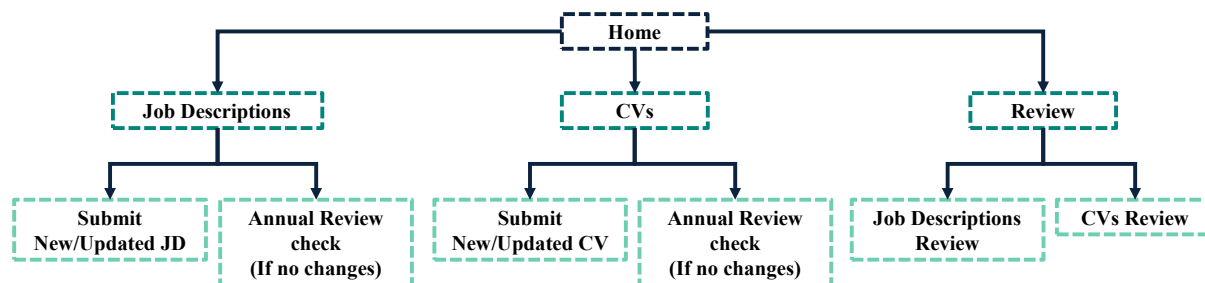 Home
Job Descriptions
CVs
Review
Submit
New/Updated JD
Annual Review
check
(If no changes)
Submit
New/Updated CV
Annual Review
check
(If no changes)
Job Descriptions
Review
CVs Review